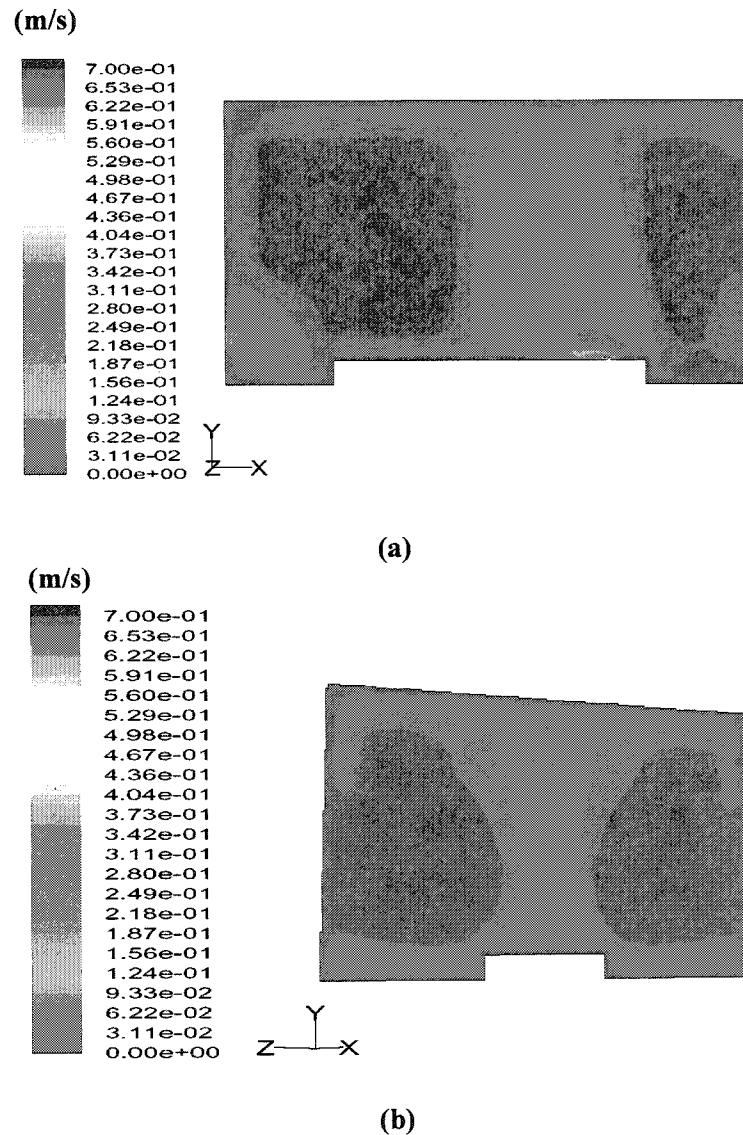 (m/s)
7.00e-01
6.53e-01
6.22e-01
5.91e-01
5.60e-01
5.29e-01
4.98e-01
4.67e-01
4.36e-01
4.04e-01
3.73e-01
3.42e-01
3.11e-01
2.80e-01
2.49e-01
2.18e-01
1.87e-01
1.56e-01
1.24e-01
9.33e-02
6.22e-02
3.11e-02
0.00e+00
Y
Z X
(a)
(m/s)
7.00e-01
6.53e-01
6.22e-01
5.91e-01
5.60e-01
5.29e-01
4.98e-01
4.67e-01
4.36e-01
4.04e-01
3.73e-01
3.42e-01
3.11e-01
2.80e-01
2.49e-01
2.18e-01
1.87e-01
1.56e-01
1.24e-01
9.33e-02
6.22e-02
3.11e-02
0.00e+00
Y
Z X
(b)